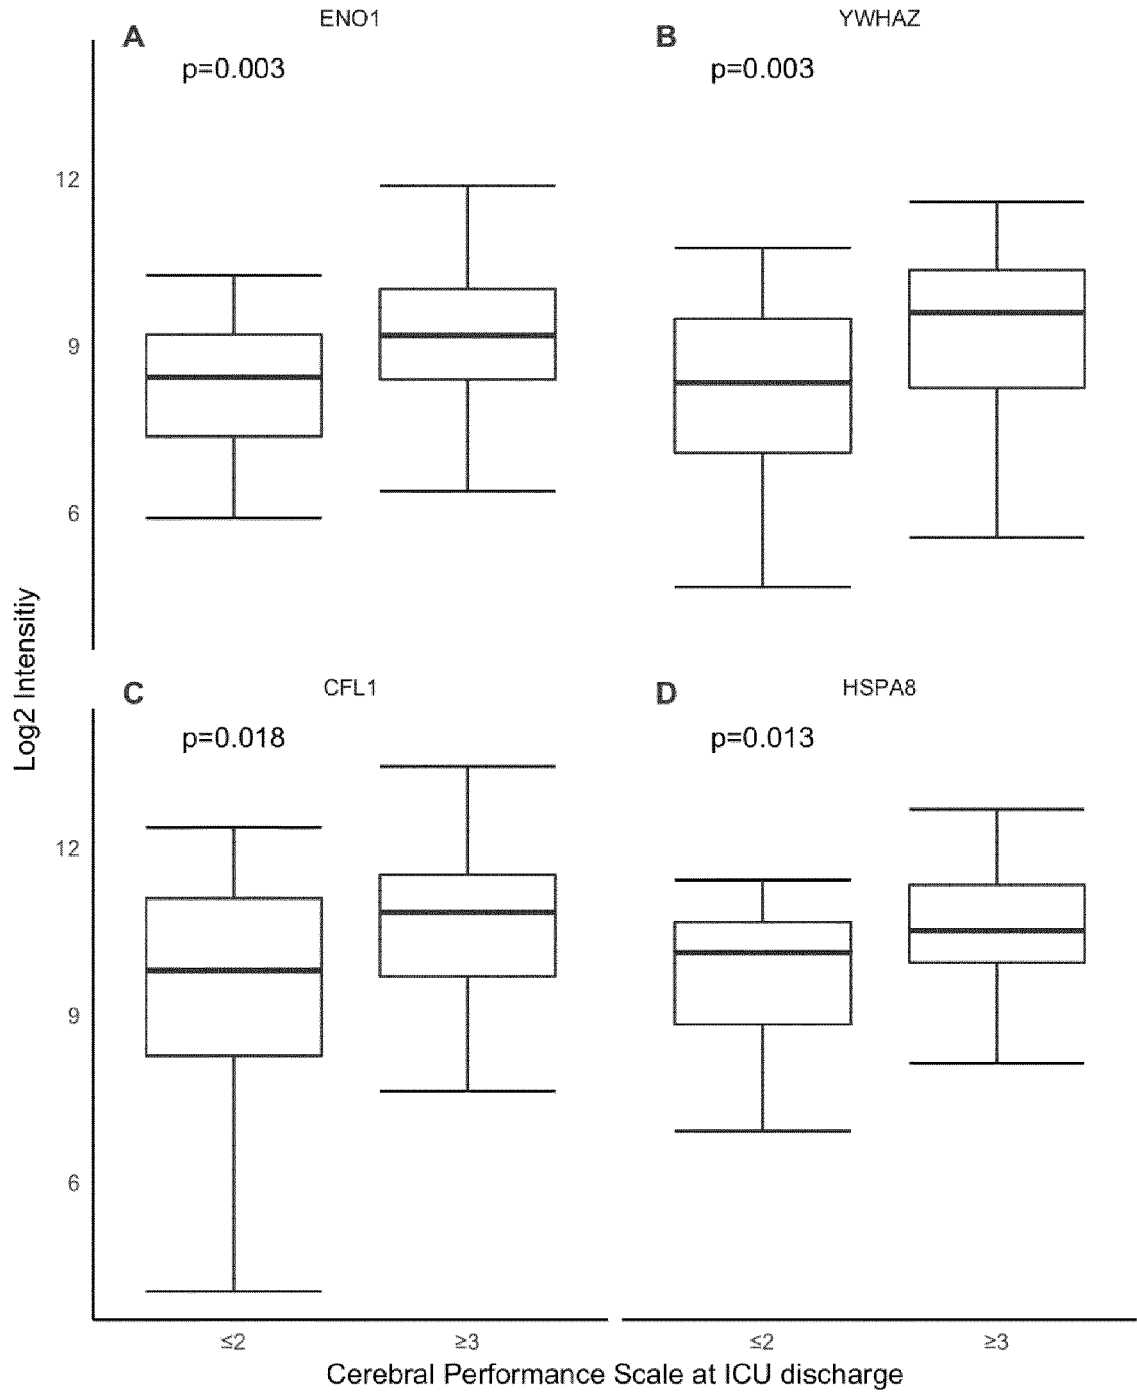 A
ENO1
p=0.003
B
YWHAZ
p=0.003
12
9
6
Log2 Intensitiy
C
CFL1
p=0.018
D
HSPA8
p=0.013
12
9
6
≤2
≥3
≤2
≥3
Cerebral Performance Scale at ICU discharge